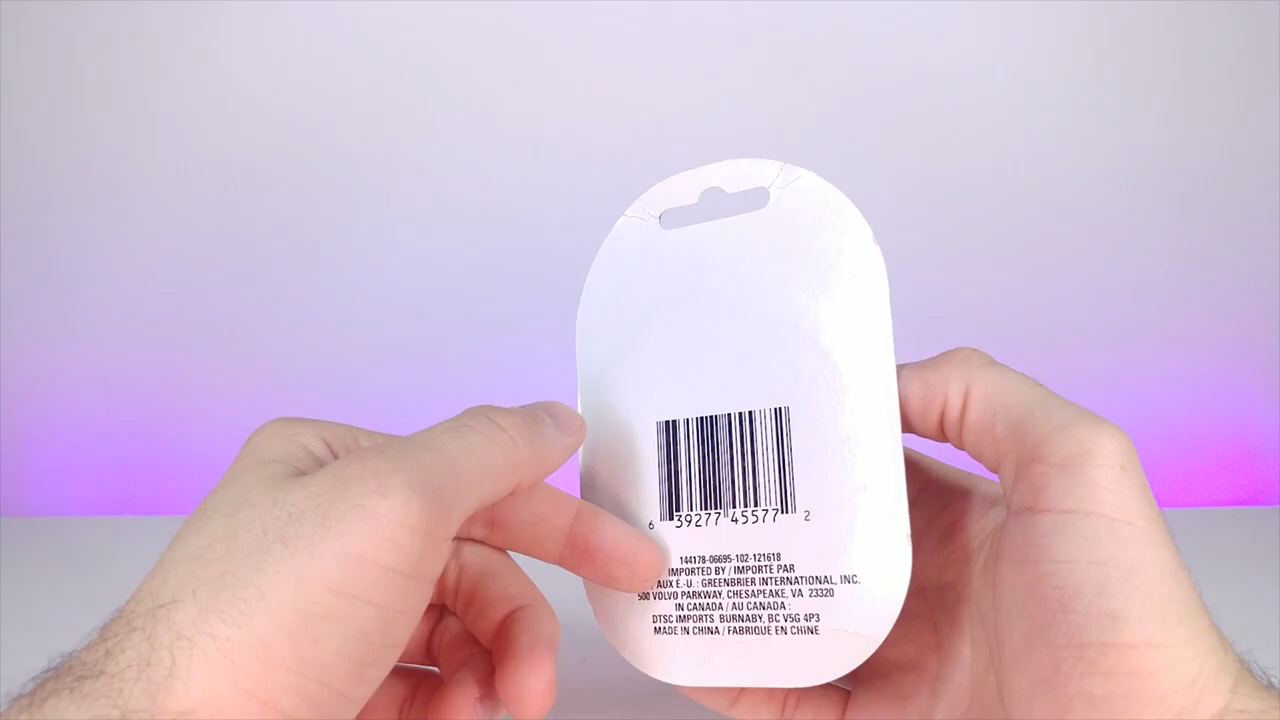 6 39277 45577 2
144178-06695-102-121618
IMPORTED BY / IMPORTÉ PAR
AUX É.-U. : GREENBRIER INTERNATIONAL, INC.
500 VOLVO PARKWAY, CHESAPEAKE, VA 23320
IN CANADA / AU CANADA :
DTSC IMPORTS BURNABY, BC V5G 4P3
MADE IN CHINA / FABRIQUÉ EN CHINE